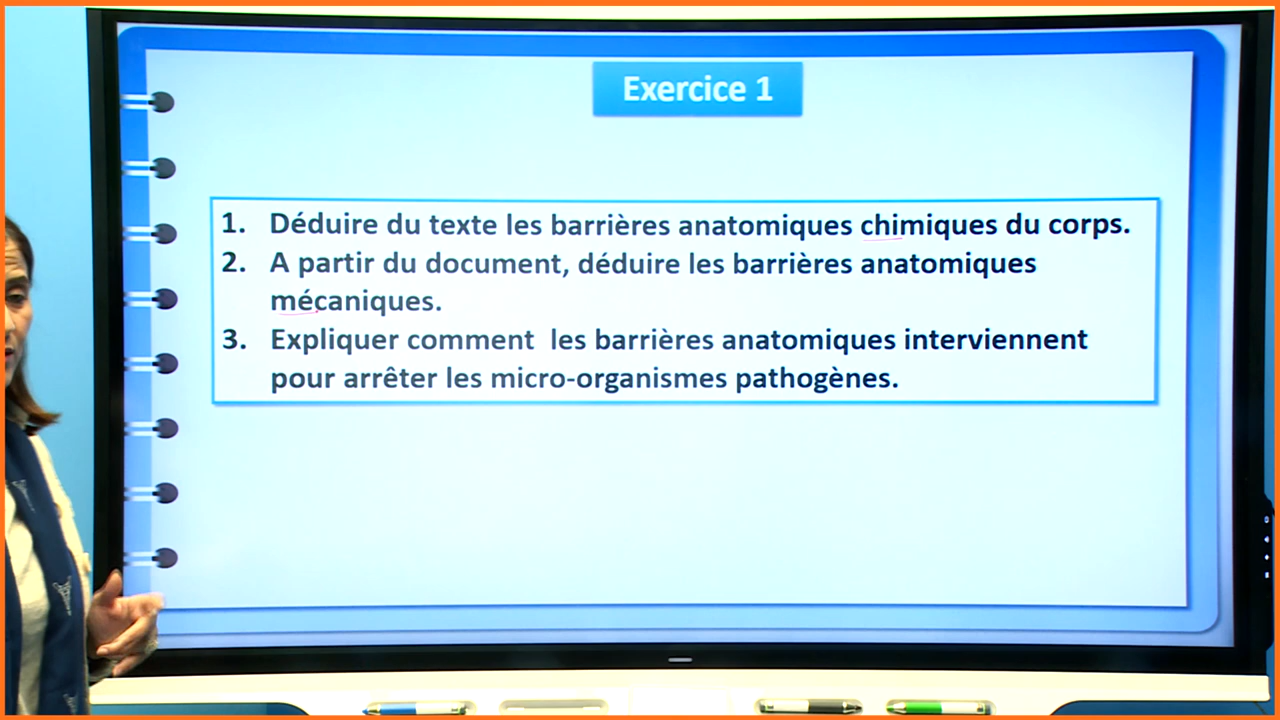 Exercice 1
1. Déduire du texte les barrières anatomiques chimiques du corps.
2. A partir du document, déduire les barrières anatomiques
mécaniques.
3. Expliquer comment les barrières anatomiques interviennent
pour arrêter les micro-organismes pathogènes.